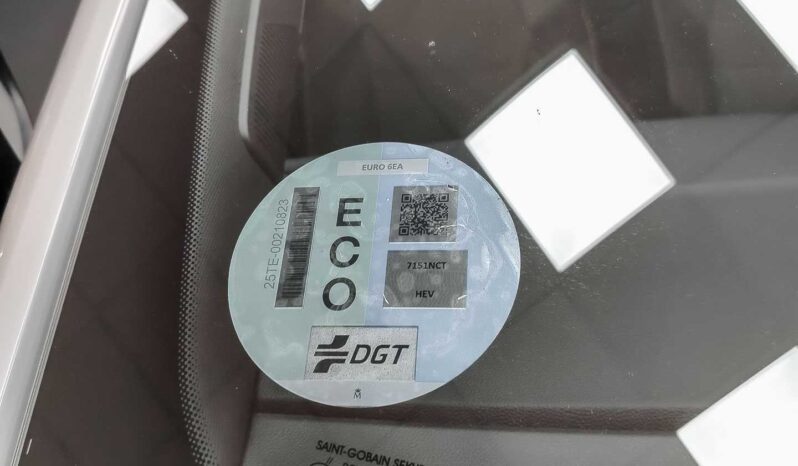 EURO 6EA
25TE-00210823
ECO
7151NCT
HEV
DGT
M
SAINT-GOBAIN